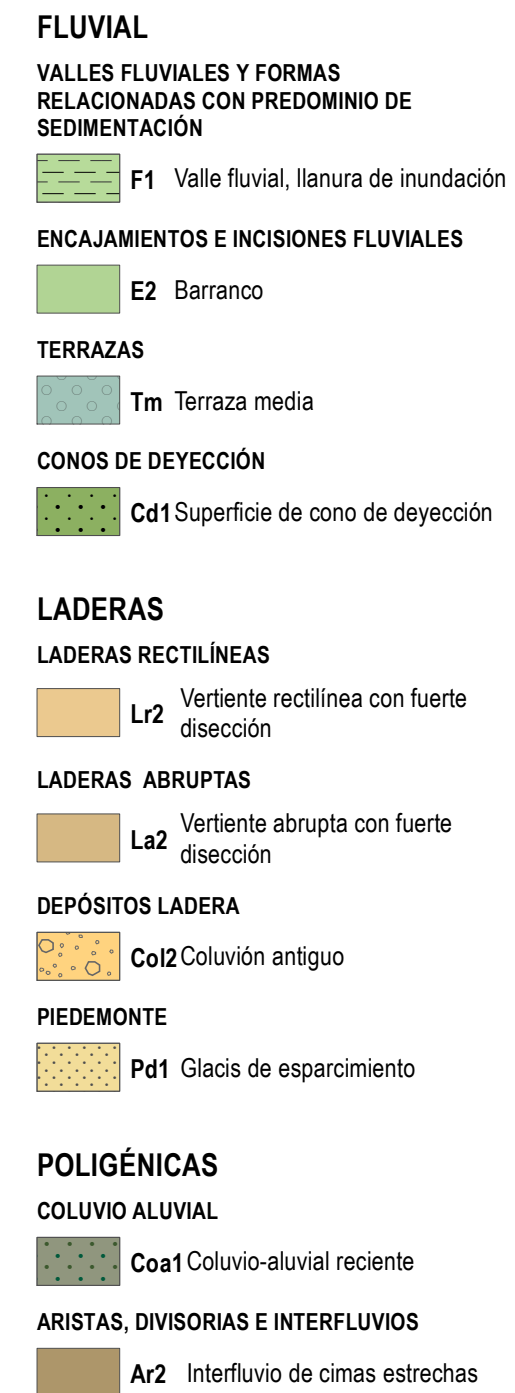 FLUVIAL
VALLES FLUVIALES Y FORMAS
RELACIONADAS CON PREDOMINIO DE
SEDIMENTACIÓN
F1 Valle fluvial, llanura de inundación
ENCAJAMIENTOS E INCISIONES FLUVIALES
E2 Barranco
TERRAZAS
Tm Terraza media
CONOS DE DEYECCIÓN
Cd1 Superficie de cono de deyección
LADERAS
LADERAS RECTILÍNEAS
Lr2 Vertiente rectilínea con fuerte
disección
LADERAS ABRUPTAS
La2 Vertiente abrupta con fuerte
disección
DEPÓSITOS LADERA
Col2 Coluvión antiguo
PIEDEMONTE
Pd1 Glacis de esparcimiento
POLIGÉNICAS
COLUVIO ALUVIAL
Coa1 Coluvio-aluvial reciente
ARISTAS, DIVISORIAS E INTERFLUVIOS
Ar2 Interfluvio de cimas estrechas